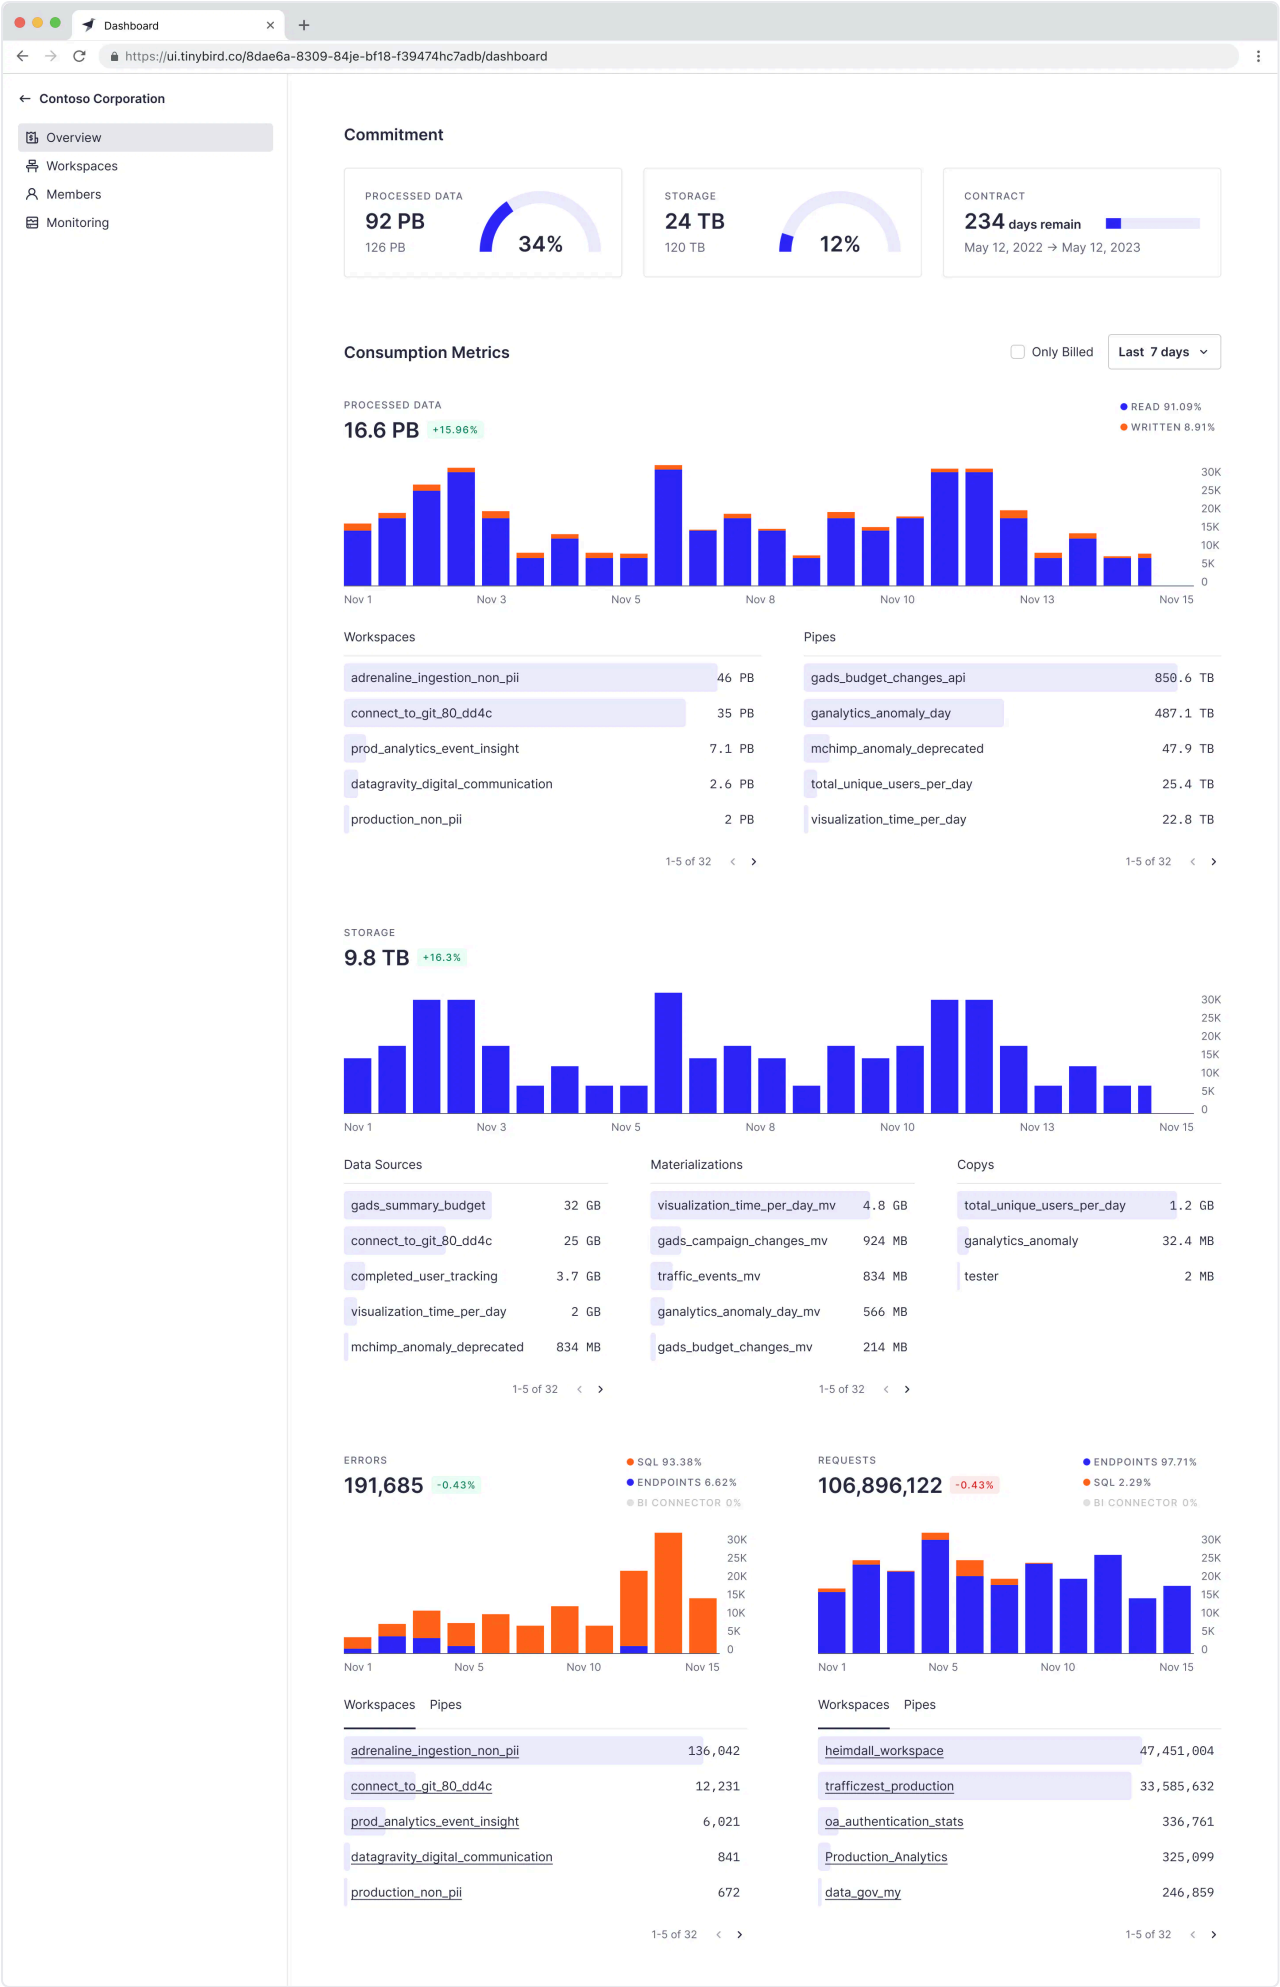 Dashboard
https://ui.tinybird.co/8dae6a-8309-84je-bf18-f39474hc7adb/dashboard
Contoso Corporation
Overview
Workspaces
Members
Monitoring
Commitment
PROCESSED DATA
92 PB
126 PB
34%
STORAGE
24 TB
120 TB
12%
CONTRACT
234 days remain
May 12, 2022 → May 12, 2023
Consumption Metrics
Only Billed
Last 7 days
PROCESSED DATA
16.6 PB +15.96%
READ 91.09%
WRITTEN 8.91%
30K
25K
20K
15K
10K
5K
0
Nov 1 Nov 3 Nov 5 Nov 8 Nov 10 Nov 13 Nov 15
Workspaces
adrenaline_ingestion_non_pii 46 PB
connect_to_git_80_dd4c 35 PB
prod_analytics_event_insight 7.1 PB
datagravity_digital_communication 2.6 PB
production_non_pii 2 PB
1-5 of 32
Pipes
gads_budget_changes_api 850.6 TB
ganalytics_anomaly_day 487.1 TB
mchimp_anomaly_deprecated 47.9 TB
total_unique_users_per_day 25.4 TB
visualization_time_per_day 22.8 TB
1-5 of 32
STORAGE
9.8 TB +16.3%
30K
25K
20K
15K
10K
5K
0
Nov 1 Nov 3 Nov 5 Nov 8 Nov 10 Nov 13 Nov 15
Data Sources
gads_summary_budget 32 GB
connect_to_git_80_dd4c 25 GB
completed_user_tracking 3.7 GB
visualization_time_per_day 2 GB
mchimp_anomaly_deprecated 834 MB
1-5 of 32
Materializations
visualization_time_per_day_mv 4.8 GB
gads_campaign_changes_mv 924 MB
traffic_events_mv 834 MB
ganalytics_anomaly_day_mv 566 MB
gads_budget_changes_mv 214 MB
1-5 of 32
Copys
total_unique_users_per_day 1.2 GB
ganalytics_anomaly 32.4 MB
tester 2 MB
ERRORS
191,685 -0.43%
SQL 93.38%
ENDPOINTS 6.62%
BI CONNECTOR 0%
30K
25K
20K
15K
10K
5K
0
Nov 1 Nov 5 Nov 10 Nov 15
Workspaces Pipes
adrenaline_ingestion_non_pii 136,042
connect_to_git_80_dd4c 12,231
prod_analytics_event_insight 6,021
datagravity_digital_communication 841
production_non_pii 672
1-5 of 32
REQUESTS
106,896,122 -0.43%
ENDPOINTS 97.71%
SQL 2.29%
BI CONNECTOR 0%
30K
25K
20K
15K
10K
5K
0
Nov 1 Nov 5 Nov 10 Nov 15
Workspaces Pipes
heimdall_workspace 47,451,004
trafficzest_production 33,585,632
oa_authentication_stats 336,761
Production_Analytics 325,099
data_gov_my 246,859
1-5 of 32